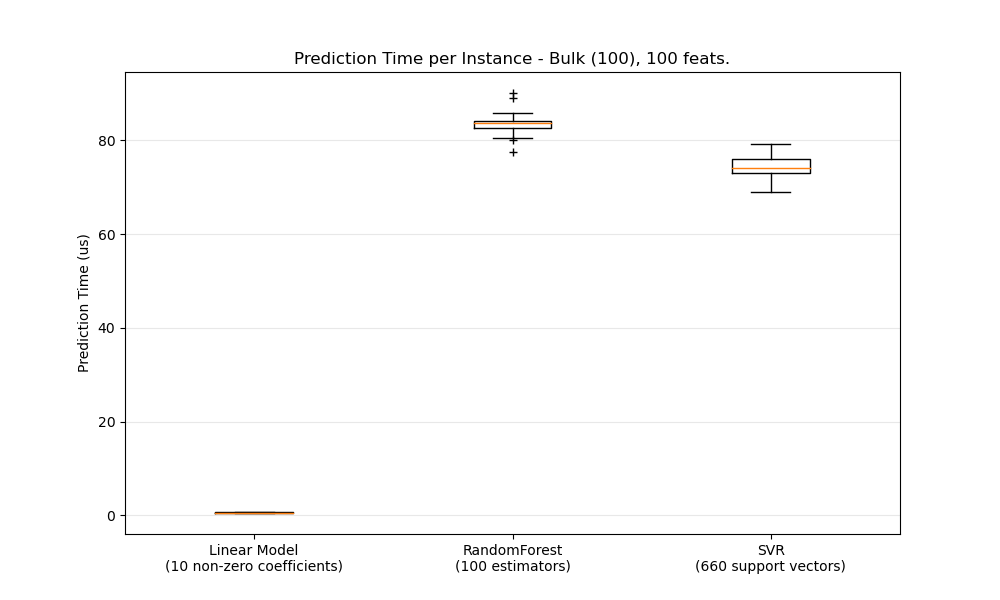 Prediction Time per Instance - Bulk (100), 100 feats.
Prediction Time (us)
80
60
40
20
0
Linear Model
(10 non-zero coefficients)
RandomForest
(100 estimators)
SVR
(660 support vectors)